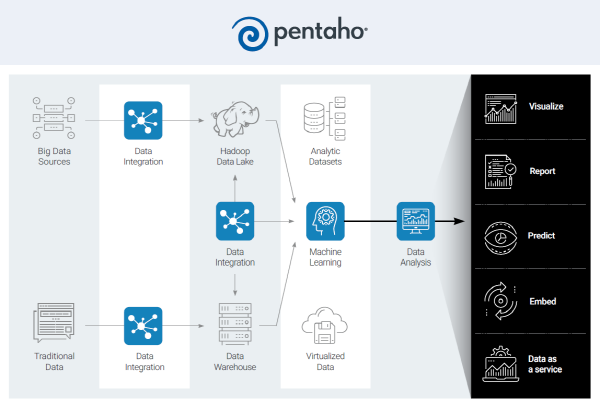 pentaho®
Big Data
Sources
Data
Integration
Hadoop
Data Lake
Analytic
Datasets
Data
Integration
Machine
Learning
Data
Analysis
Traditional
Data
Data
Integration
Data
Warehouse
Virtualized
Data
Visualize
Report
Predict
Embed
Data as
a service